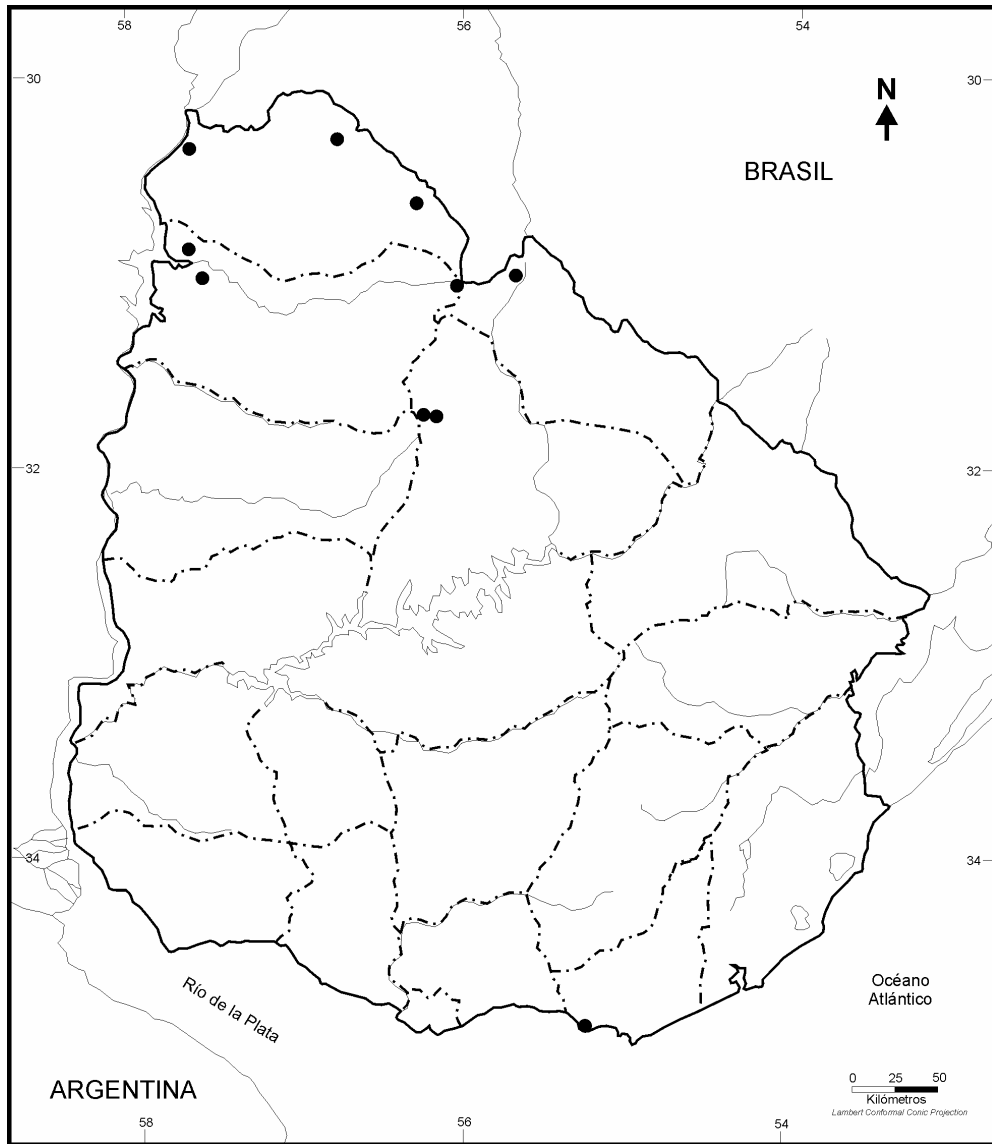 58
56
54
30
30
N
BRASIL
32
32
34
34
Río de la Plata
Océano
Atlántico
ARGENTINA
0 25 50
Kilómetros
Lambert Conformal Conic Projection
58
56
54